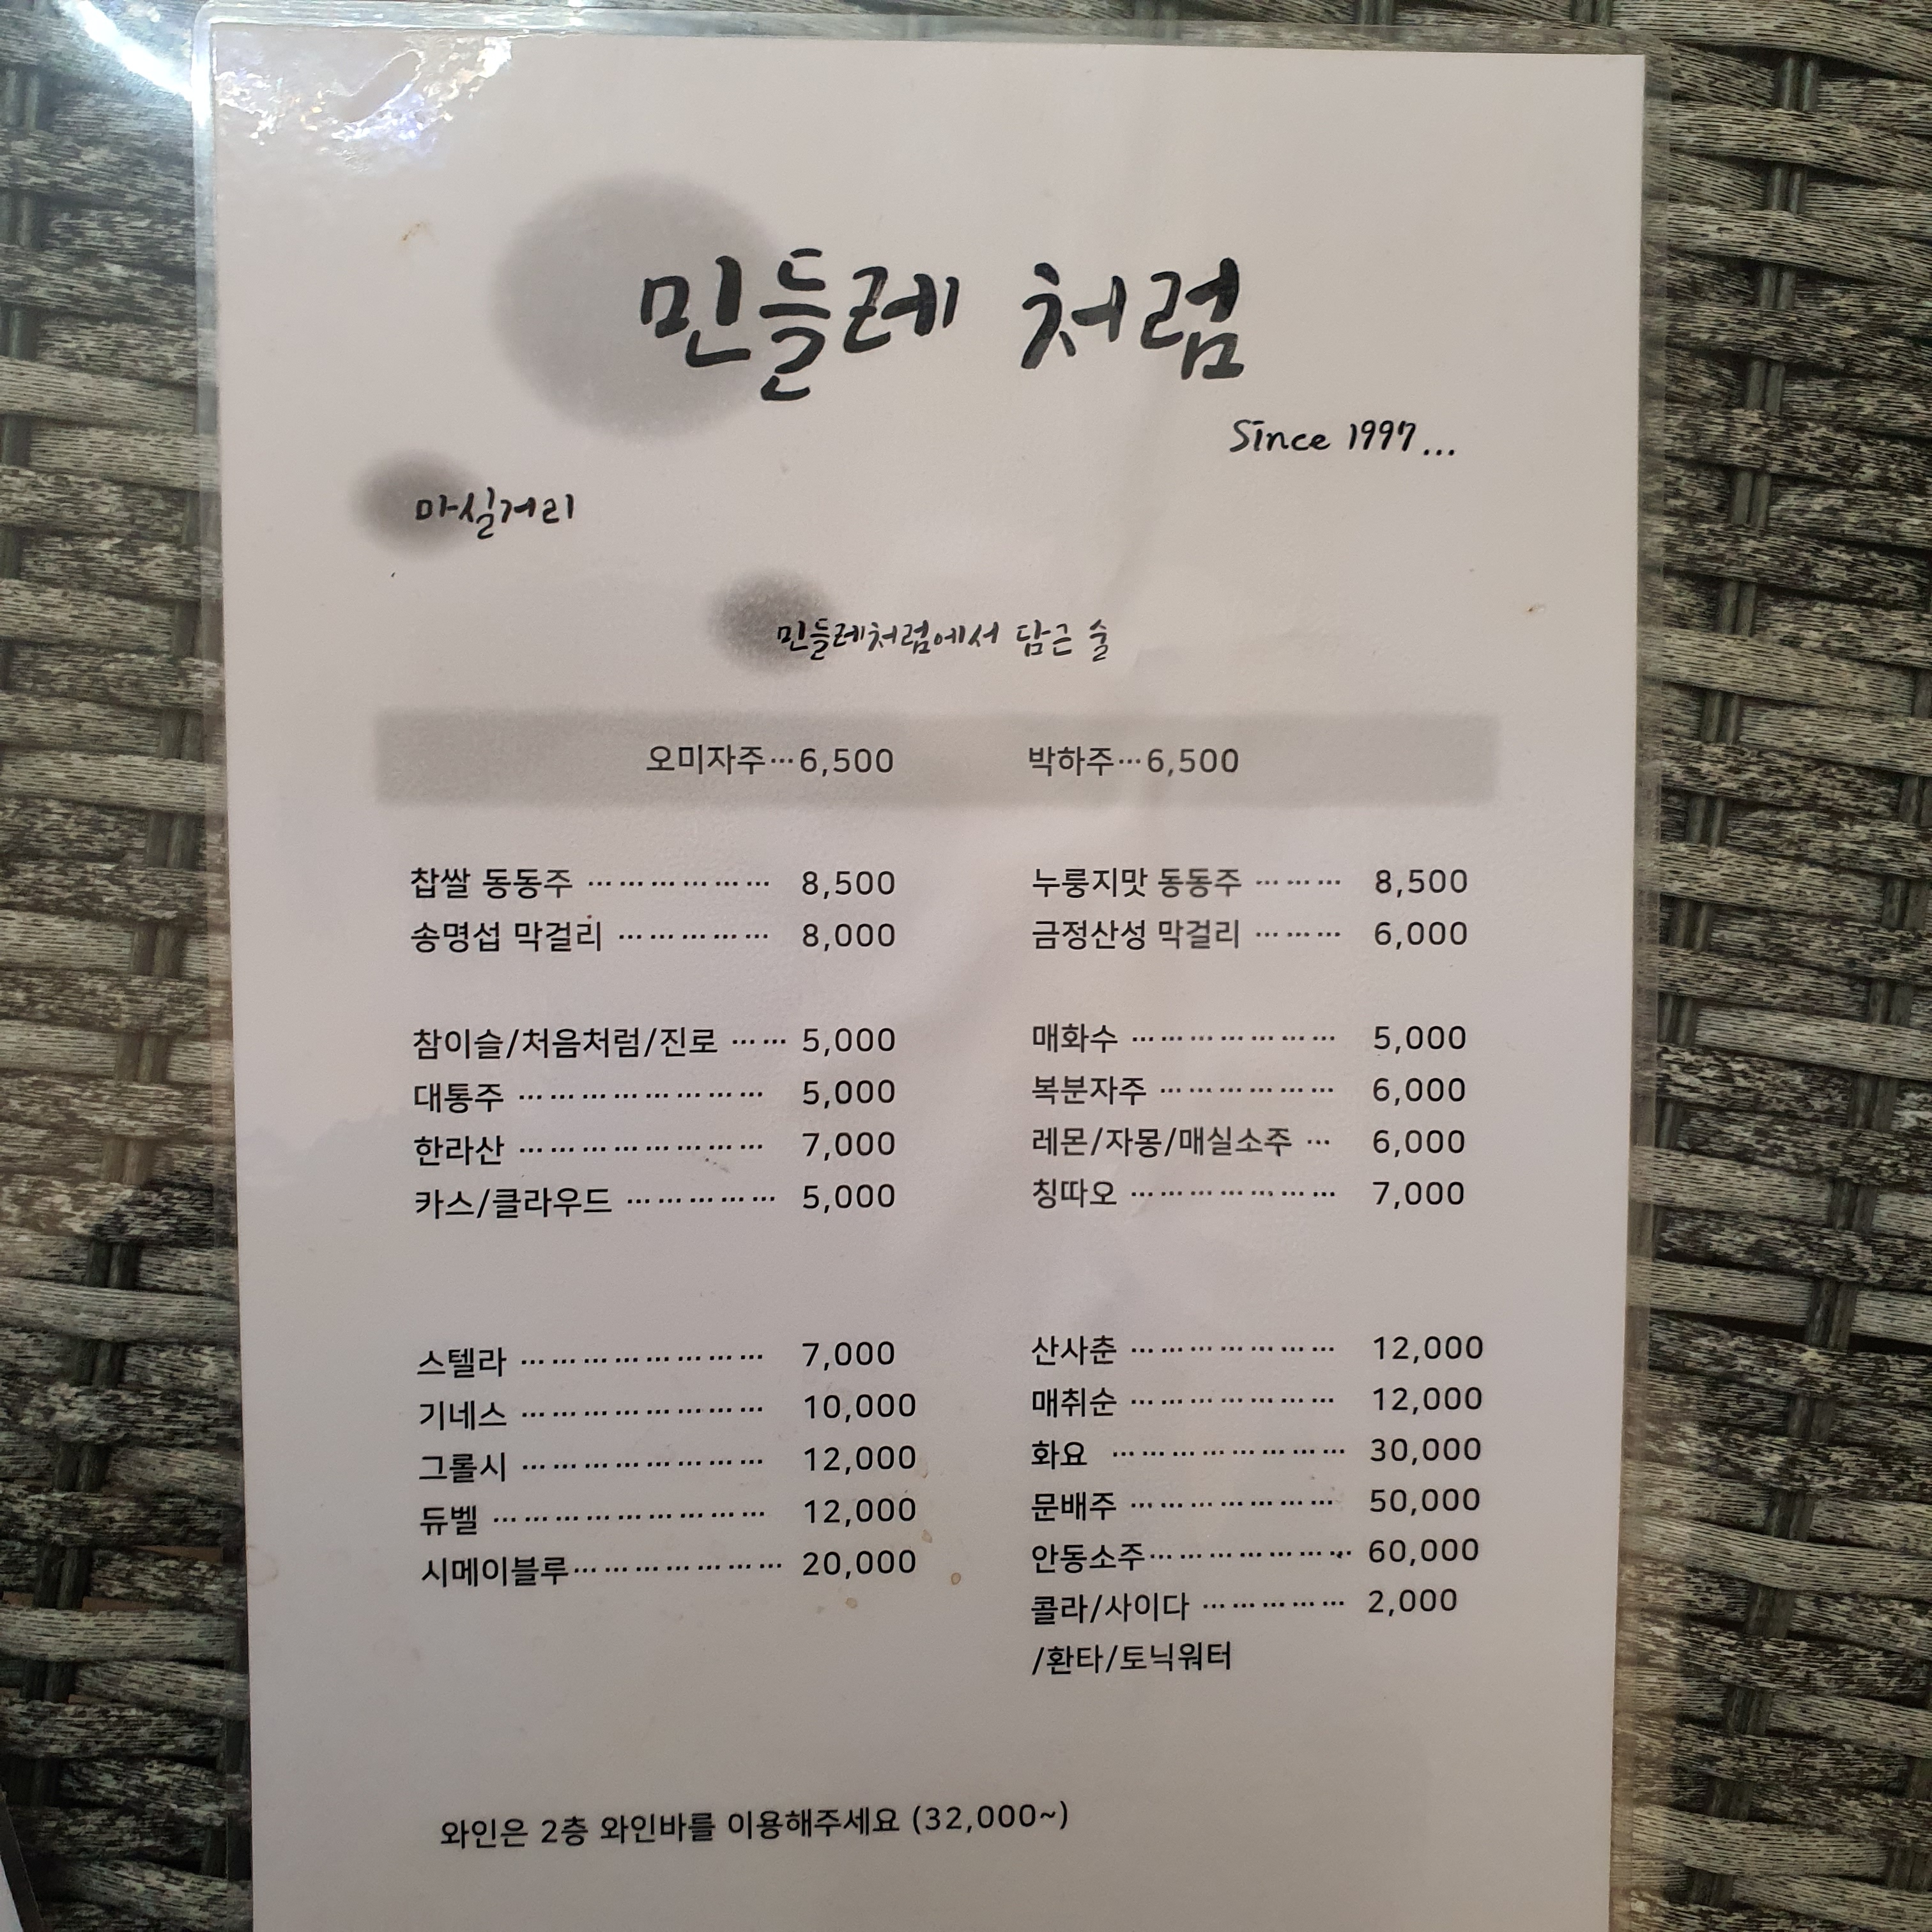 민들레 처럼
Since 1997...
마실거리
민들레처럼에서 담근 술
오미자주…6,500 박하주…6,500
찹쌀 동동주 ……………… 8,500 누룽지맛 동동주 ……… 8,500
송명섭 막걸리 …………… 8,000 금정산성 막걸리 ……… 6,000
참이슬/처음처럼/진로 …… 5,000 매화수 ………………… 5,000
대통주 …………………… 5,000 복분자주 ……………… 6,000
한라산 …………………… 7,000 레몬/자몽/매실소주 … 6,000
카스/클라우드 …………… 5,000 칭따오 ………………… 7,000
스텔라 …………………… 7,000 산사춘 ………………… 12,000
기네스 …………………… 10,000 매취순 ………………… 12,000
그롤시 …………………… 12,000 화요 …………………… 30,000
듀벨 ……………………… 12,000 문배주 ………………… 50,000
시메이블루………………… 20,000 안동소주………………… 60,000
콜라/사이다 …………… 2,000
/환타/토닉워터
와인은 2층 와인바를 이용해주세요 (32,000~)